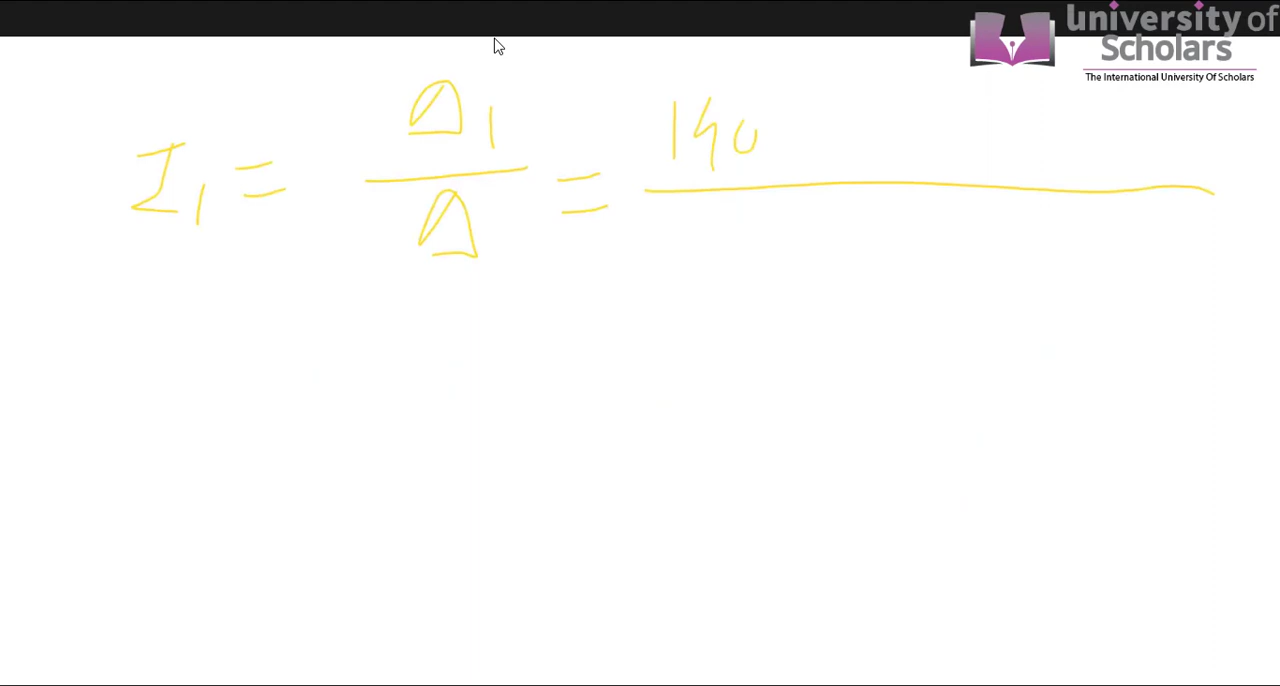 university of
Scholars
The International University Of Scholars
I₁ = Δ₁ / Δ = 140